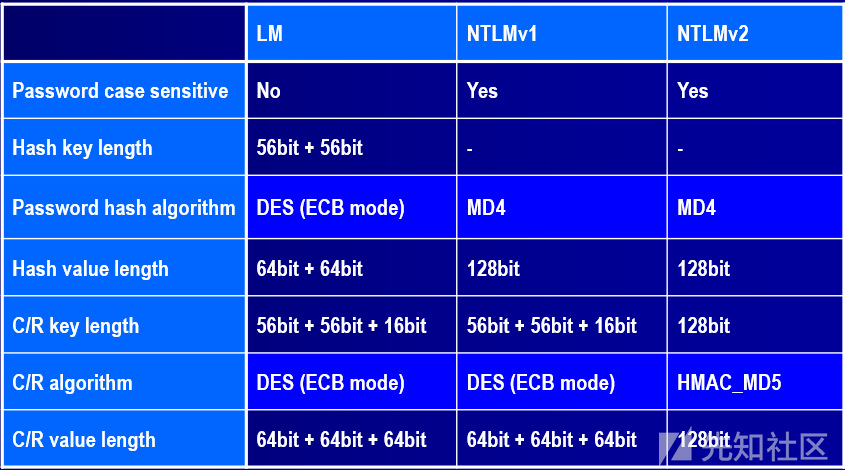 LM NTLMv1 NTLMv2
Password case sensitive No Yes Yes
Hash key length 56bit + 56bit - -
Password hash algorithm DES (ECB mode) MD4 MD4
Hash value length 64bit + 64bit 128bit 128bit
C/R key length 56bit + 56bit + 16bit 56bit + 56bit + 16bit 128bit
C/R algorithm DES (ECB mode) DES (ECB mode) HMAC_MD5
C/R value length 64bit + 64bit + 64bit 64bit + 64bit + 64bit 128bit
先知社区